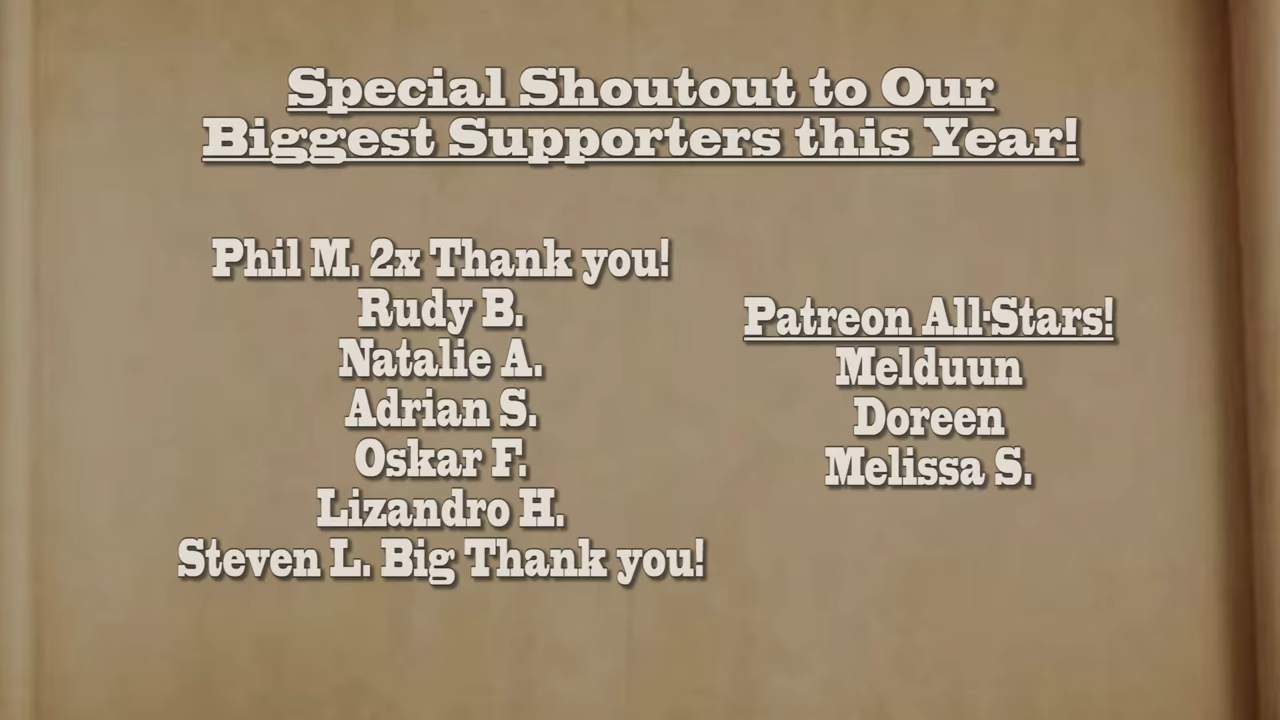 Special Shoutout to Our
Biggest Supporters this Year!
Phil M. 2x Thank you!
Rudy B.
Natalie A.
Adrian S.
Oskar F.
Lizandro H.
Steven L. Big Thank you!
Patreon All-Stars!
Melduun
Doreen
Melissa S.